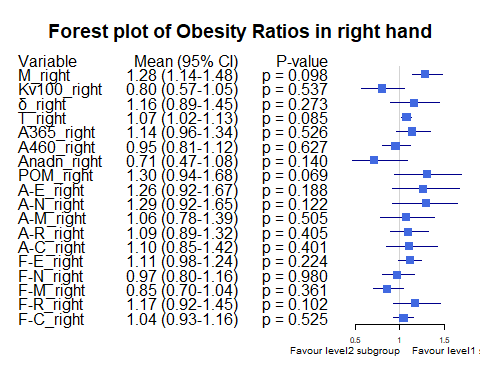 Forest plot of Obesity Ratios in right hand
Variable Mean (95% CI) P-value
M_right 1.28 (1.14-1.48) p = 0.098
Kv100_right 0.80 (0.57-1.05) p = 0.537
δ_right 1.16 (0.89-1.45) p = 0.273
T_right 1.07 (1.02-1.13) p = 0.085
A365_right 1.14 (0.96-1.34) p = 0.526
A460_right 0.95 (0.81-1.12) p = 0.627
Anadn_right 0.71 (0.47-1.08) p = 0.140
POM_right 1.30 (0.94-1.68) p = 0.069
A-E_right 1.26 (0.92-1.67) p = 0.188
A-N_right 1.29 (0.92-1.65) p = 0.122
A-M_right 1.06 (0.78-1.39) p = 0.505
A-R_right 1.09 (0.89-1.32) p = 0.405
A-C_right 1.10 (0.85-1.42) p = 0.401
F-E_right 1.11 (0.98-1.24) p = 0.224
F-N_right 0.97 (0.80-1.16) p = 0.980
F-M_right 0.85 (0.70-1.04) p = 0.361
F-R_right 1.17 (0.92-1.45) p = 0.102
F-C_right 1.04 (0.93-1.16) p = 0.525
0.5 1 1.5
Favour level2 subgroup Favour level1 s